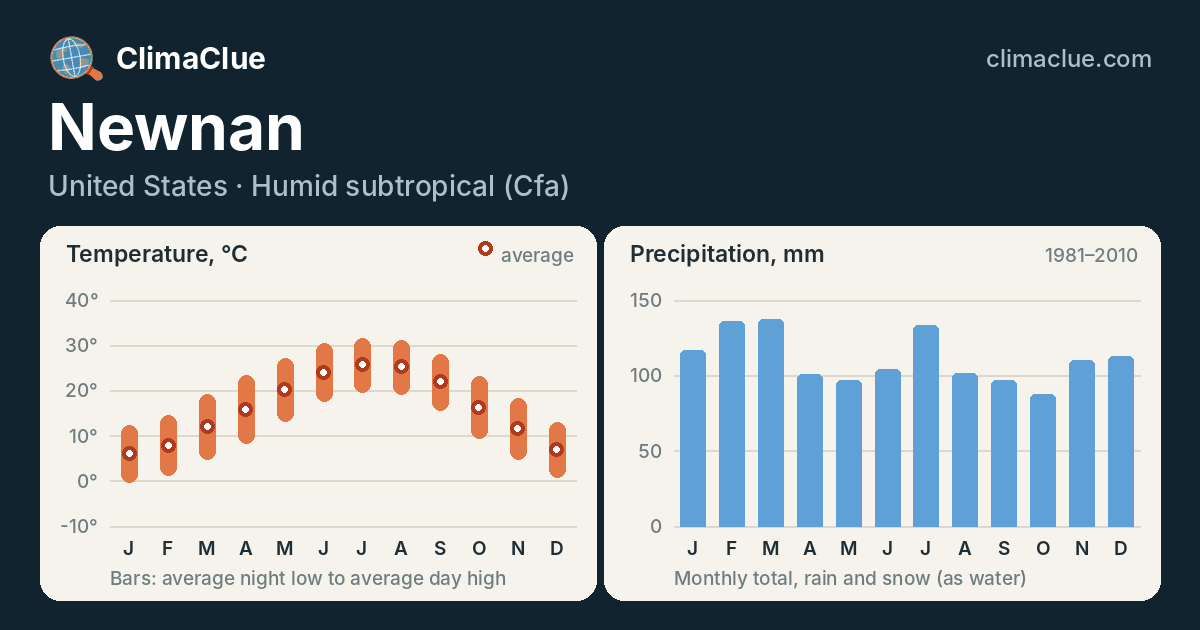 ClimaClue
climaclue.com
Newnan
United States · Humid subtropical (Cfa)
Temperature, °C
average
40°
30°
20°
10°
0°
-10°
J F M A M J J A S O N D
Bars: average night low to average day high
Precipitation, mm
1981–2010
150
100
50
0
J F M A M J J A S O N D
Monthly total, rain and snow (as water)